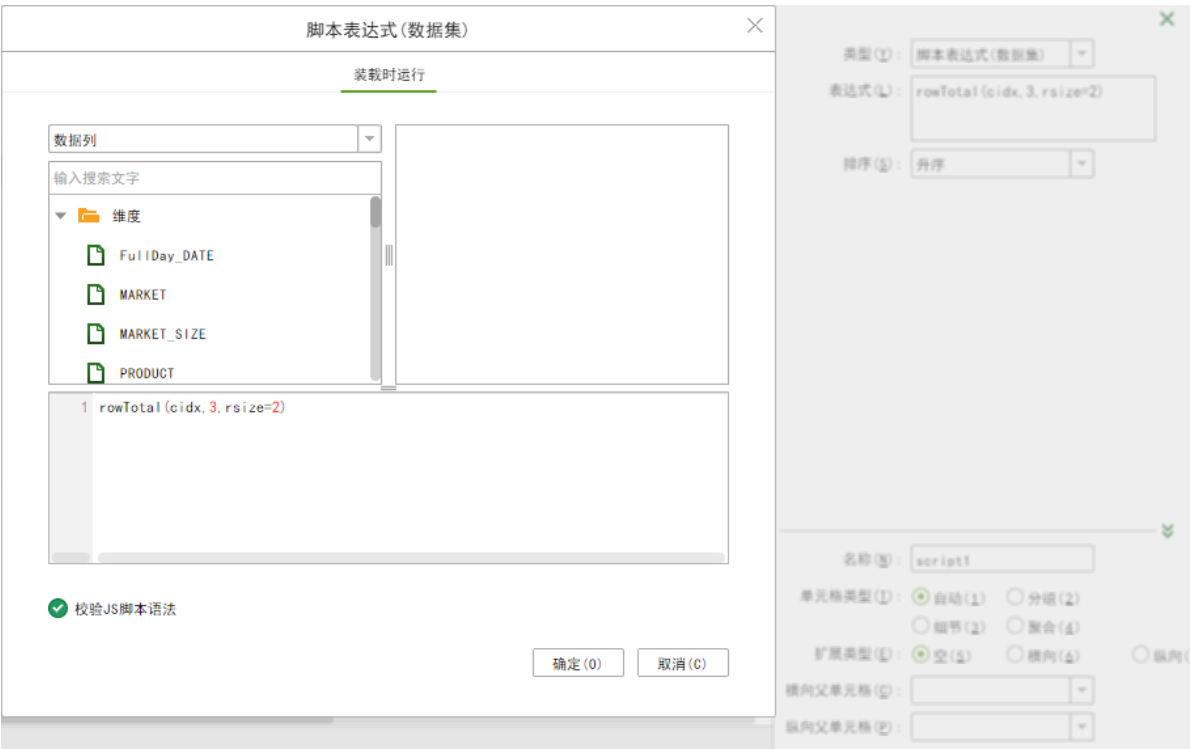 脚本表达式(数据集)
装载时运行
数据列
输入搜索文字
维度
FullDay_DATE
MARKET
MARKET_SIZE
PRODUCT
1 rowTotal(cidx,3,rsize=2)
校验JS脚本语法
确定(O) 取消(C)
类型(Y): 脚本表达式(数据集)
表达式(L): rowTotal(cidx,3,rsize=2)
排序(S): 升序
名称(N): script1
单元格类型(I): 自动(1) 分组(2)
细节(3) 聚合(4)
扩展类型(E): 空(5) 横向(6) 纵向(
横向父单元格(C):
纵向父单元格(P):